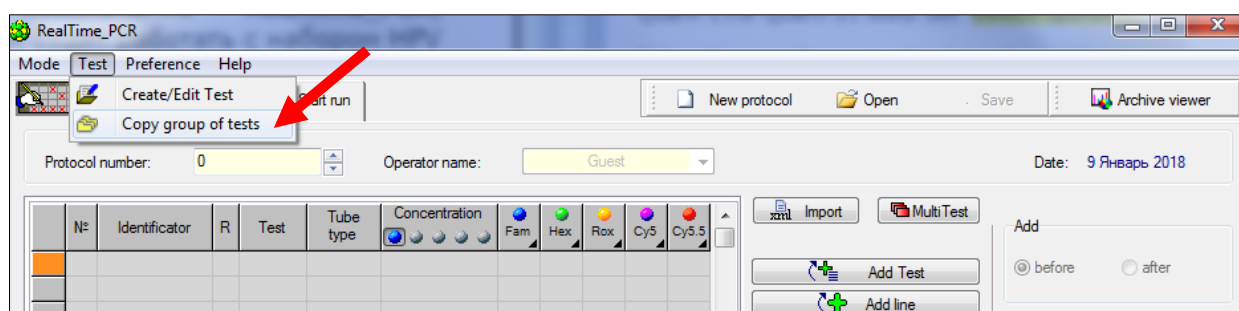 RealTime_PCR
Mode Test Preference Help
Create/Edit Test
Copy group of tests
run
New protocol Open Save Archive viewer
Protocol number: 0 Operator name: Guest Date: 9 Январь 2018
№ Identificator R Test Tube type Concentration Fam Hex Rox Cy5 Cy5.5
xml Import MultiTest
Add
before after
Add Test
Add line